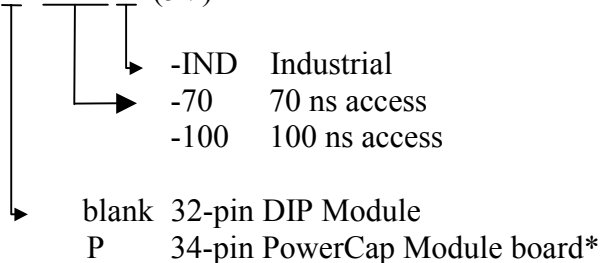 -IND Industrial
-70 70 ns access
-100 100 ns access
blank 32-pin DIP Module
P 34-pin PowerCap Module board*